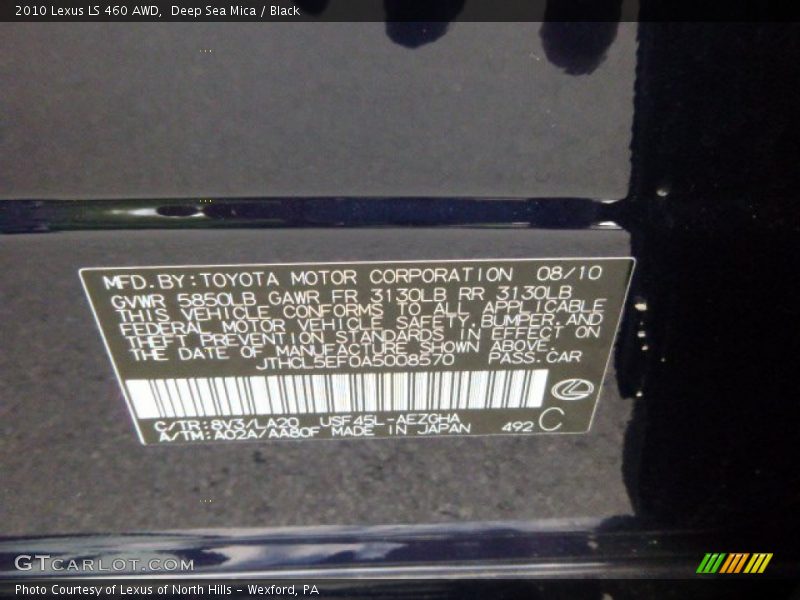 2010 Lexus LS 460 AWD,  Deep Sea Mica / Black
MFD.BY:TOYOTA MOTOR CORPORATION 08/10
GVWR 5850LB GAWR FR 3130LB RR 3130LB
THIS VEHICLE CONFORMS TO ALL APPLICABLE
FEDERAL MOTOR VEHICLE SAFETY,BUMPER,AND
THEFT PREVENTION STANDARDS IN EFFECT ON
THE DATE OF MANUFACTURE SHOWN ABOVE.
JTHCL5EF0A5008570 PASS.CAR
C/TR:8V3/LA20 USF45L-AEZGHA
A/TM:A02A/AA80F MADE IN JAPAN 492 C
GTCARLOT.COM
Photo Courtesy of Lexus of North Hills - Wexford, PA